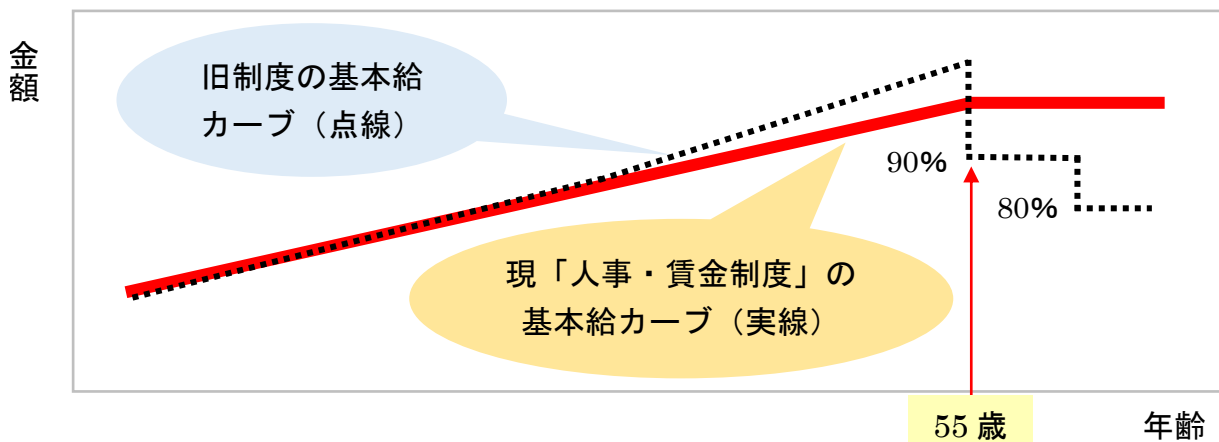 金額
旧制度の基本給
カーブ（点線）
90%
80%
現「人事・賃金制度」の
基本給カーブ（実線）
55 歳
年齢